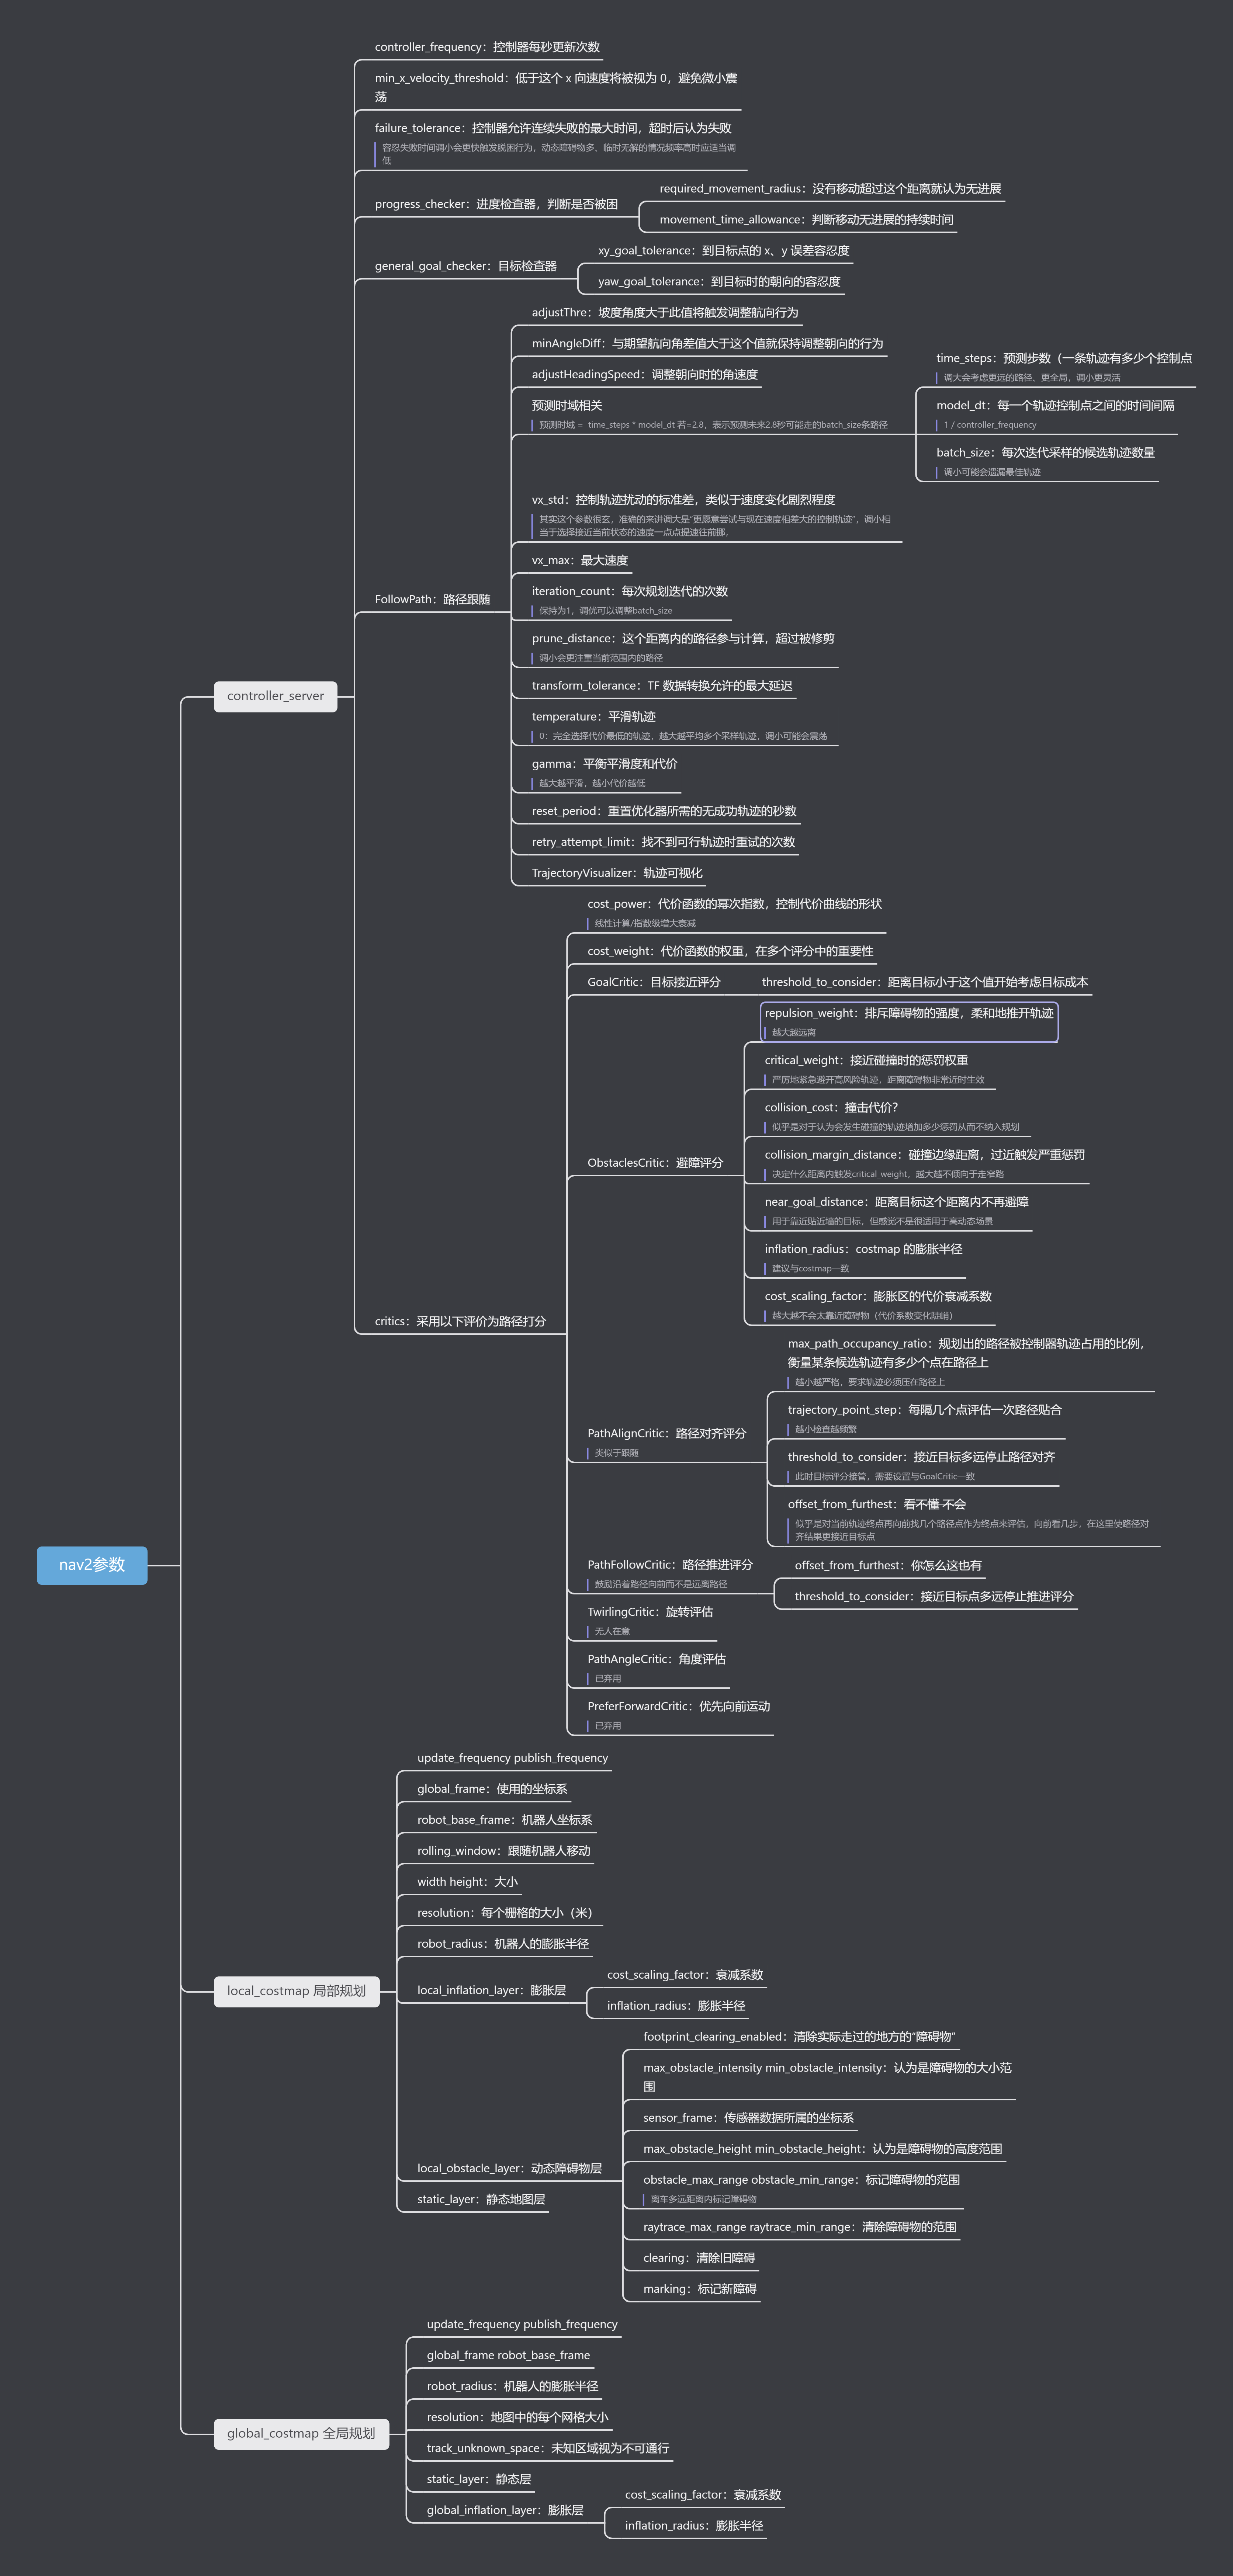 nav2参数
controller_server
controller_frequency：控制器每秒更新次数
min_x_velocity_threshold：低于这个 x 向速度将被视为 0，避免微小震
荡
failure_tolerance：控制器允许连续失败的最大时间，超时后认为失败
容忍失败时间调小会更快触发脱困行为，动态障碍物多、临时无解的情况频率高时应适当调
低
progress_checker：进度检查器，判断是否被困
required_movement_radius：没有移动超过这个距离就认为无进展
movement_time_allowance：判断移动无进展的持续时间
general_goal_checker：目标检查器
xy_goal_tolerance：到目标点的 x、y 误差容忍度
yaw_goal_tolerance：到目标时的朝向的容忍度
FollowPath：路径跟随
adjustThre：坡度角度大于此值将触发调整航向行为
minAngleDiff：与期望航向角差值大于这个值就保持调整朝向的行为
adjustHeadingSpeed：调整朝向时的角速度
预测时域相关
预测时域 = time_steps * model_dt 若=2.8，表示预测未来2.8秒可能走的batch_size条路径
time_steps：预测步数（一条轨迹有多少个控制点
调大会考虑更远的路径、更全局，调小更灵活
model_dt：每一个轨迹控制点之间的时间间隔
1 / controller_frequency
batch_size：每次迭代采样的候选轨迹数量
调小可能会遗漏最佳轨迹
vx_std：控制轨迹扰动的标准差，类似于速度变化剧烈程度
其实这个参数很玄，准确的来讲调大是“更愿意尝试与现在速度相差大的控制轨迹”，调小相
当于选择接近当前状态的速度一点点提速往前挪，
vx_max：最大速度
iteration_count：每次规划迭代的次数
保持为1，调优可以调整batch_size
prune_distance：这个距离内的路径参与计算，超过被修剪
调小会更注重当前范围内的路径
transform_tolerance：TF 数据转换允许的最大延迟
temperature：平滑轨迹
0：完全选择代价最低的轨迹，越大越平均多个采样轨迹，调小可能会震荡
gamma：平衡平滑度和代价
越大越平滑，越小代价越低
reset_period：重置优化器所需的无成功轨迹的秒数
retry_attempt_limit：找不到可行轨迹时重试的次数
TrajectoryVisualizer：轨迹可视化
critics：采用以下评价为路径打分
cost_power：代价函数的幂次指数，控制代价曲线的形状
线性计算/指数级增大衰减
cost_weight：代价函数的权重，在多个评分中的重要性
GoalCritic：目标接近评分
threshold_to_consider：距离目标小于这个值开始考虑目标成本
ObstaclesCritic：避障评分
repulsion_weight：排斥障碍物的强度，柔和地推开轨迹
越大越远离
critical_weight：接近碰撞时的惩罚权重
严厉地紧急避开高风险轨迹，距离障碍物非常近时生效
collision_cost：撞击代价？
似乎是对于认为会发生碰撞的轨迹增加多少惩罚从而不纳入规划
collision_margin_distance：碰撞边缘距离，过近触发严重惩罚
决定什么距离内触发critical_weight，越大越不倾向于走窄路
near_goal_distance：距离目标这个距离内不再避障
用于靠近贴近墙的目标，但感觉不是很适用于高动态场景
inflation_radius：costmap 的膨胀半径
建议与costmap一致
cost_scaling_factor：膨胀区的代价衰减系数
越大越不会太靠近障碍物（代价系数变化陡峭）
PathAlignCritic：路径对齐评分
类似于跟随
max_path_occupancy_ratio：规划出的路径被控制器轨迹占用的比例，
衡量某条候选轨迹有多少个点在路径上
越小越严格，要求轨迹必须压在路径上
trajectory_point_step：每隔几个点评估一次路径贴合
越小检查越频繁
threshold_to_consider：接近目标多远停止路径对齐
此时目标评分接管，需要设置与GoalCritic一致
offset_from_furthest：看不懂 不会
似乎是对当前轨迹终点再向前找几个路径点作为终点来评估，向前看几步，在这里使路径对
齐结果更接近目标点
PathFollowCritic：路径推进评分
鼓励沿着路径向前而不是远离路径
offset_from_furthest：你怎么这也有
threshold_to_consider：接近目标点多远停止推进评分
TwirlingCritic：旋转评估
无人在意
PathAngleCritic：角度评估
已弃用
PreferForwardCritic：优先向前运动
已弃用
local_costmap 局部规划
update_frequency publish_frequency
global_frame：使用的坐标系
robot_base_frame：机器人坐标系
rolling_window：跟随机器人移动
width height：大小
resolution：每个栅格的大小（米）
robot_radius：机器人的膨胀半径
local_inflation_layer：膨胀层
cost_scaling_factor：衰减系数
inflation_radius：膨胀半径
local_obstacle_layer：动态障碍物层
footprint_clearing_enabled：清除实际走过的地方的“障碍物”
max_obstacle_intensity min_obstacle_intensity：认为是障碍物的大小范
围
sensor_frame：传感器数据所属的坐标系
max_obstacle_height min_obstacle_height：认为是障碍物的高度范围
obstacle_max_range obstacle_min_range：标记障碍物的范围
离车多远距离内标记障碍物
raytrace_max_range raytrace_min_range：清除障碍物的范围
clearing：清除旧障碍
marking：标记新障碍
static_layer：静态地图层
global_costmap 全局规划
update_frequency publish_frequency
global_frame robot_base_frame
robot_radius：机器人的膨胀半径
resolution：地图中的每个网格大小
track_unknown_space：未知区域视为不可通行
static_layer：静态层
global_inflation_layer：膨胀层
cost_scaling_factor：衰减系数
inflation_radius：膨胀半径